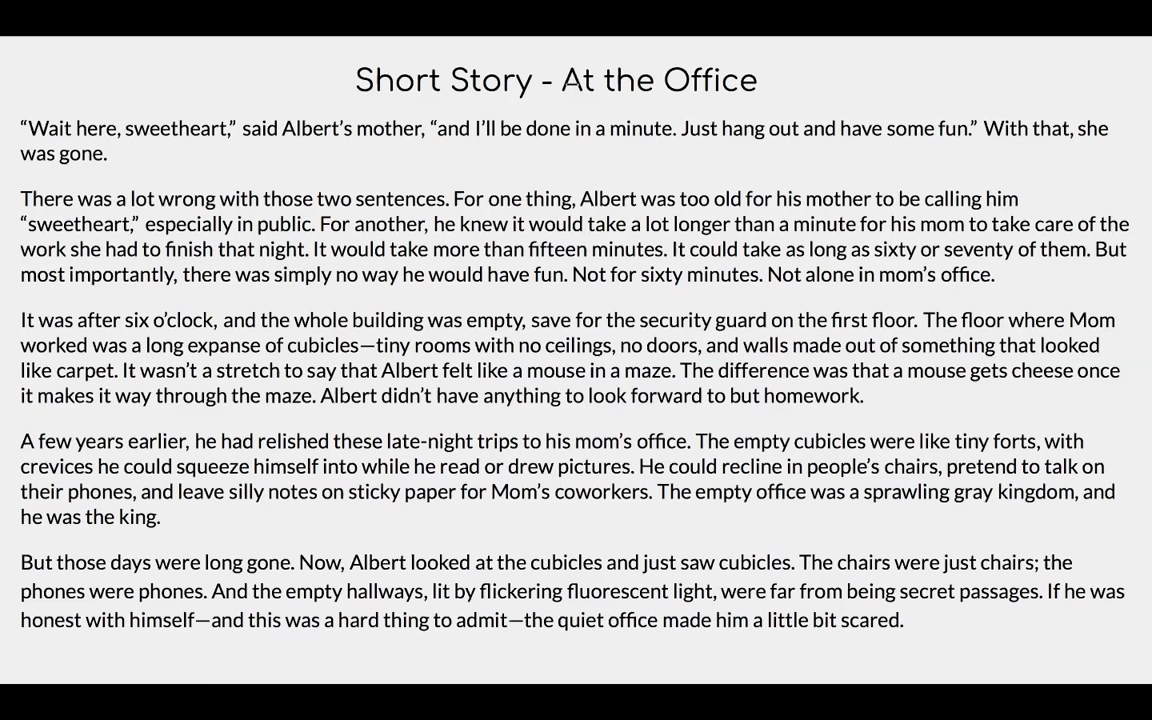 Short Story - At the Office
“Wait here, sweetheart,” said Albert’s mother, “and I’ll be done in a minute. Just hang out and have some fun.” With that, she
was gone.
There was a lot wrong with those two sentences. For one thing, Albert was too old for his mother to be calling him
“sweetheart,” especially in public. For another, he knew it would take a lot longer than a minute for his mom to take care of the
work she had to finish that night. It would take more than fifteen minutes. It could take as long as sixty or seventy of them. But
most importantly, there was simply no way he would have fun. Not for sixty minutes. Not alone in mom’s office.
It was after six o’clock, and the whole building was empty, save for the security guard on the first floor. The floor where Mom
worked was a long expanse of cubicles—tiny rooms with no ceilings, no doors, and walls made out of something that looked
like carpet. It wasn’t a stretch to say that Albert felt like a mouse in a maze. The difference was that a mouse gets cheese once
it makes it way through the maze. Albert didn’t have anything to look forward to but homework.
A few years earlier, he had relished these late-night trips to his mom’s office. The empty cubicles were like tiny forts, with
crevices he could squeeze himself into while he read or drew pictures. He could recline in people’s chairs, pretend to talk on
their phones, and leave silly notes on sticky paper for Mom’s coworkers. The empty office was a sprawling gray kingdom, and
he was the king.
But those days were long gone. Now, Albert looked at the cubicles and just saw cubicles. The chairs were just chairs; the
phones were phones. And the empty hallways, lit by flickering fluorescent light, were far from being secret passages. If he was
honest with himself—and this was a hard thing to admit—the quiet office made him a little bit scared.